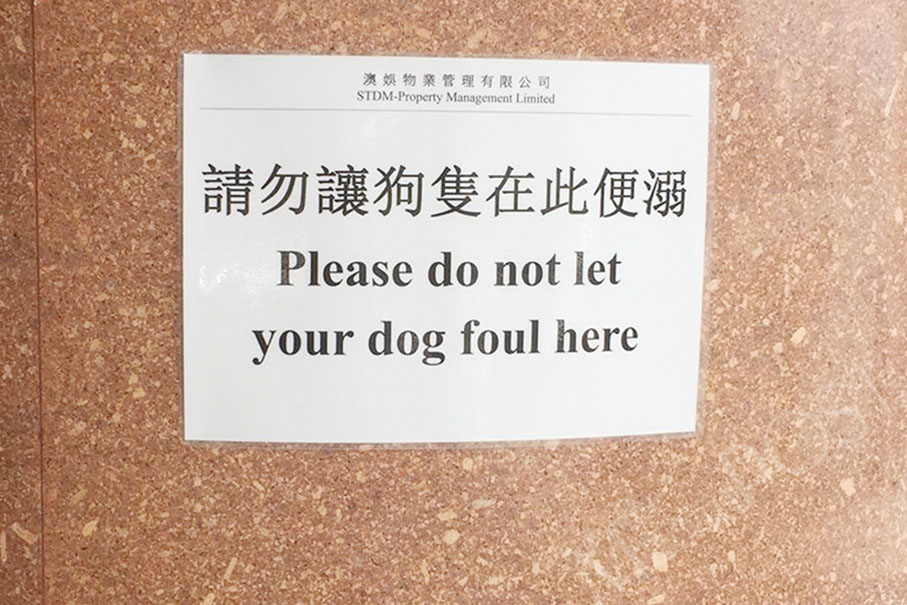 澳娛物業管理有限公司
STDM-Property Management Limited
請勿讓狗隻在此便溺
Please do not let
your dog foul here